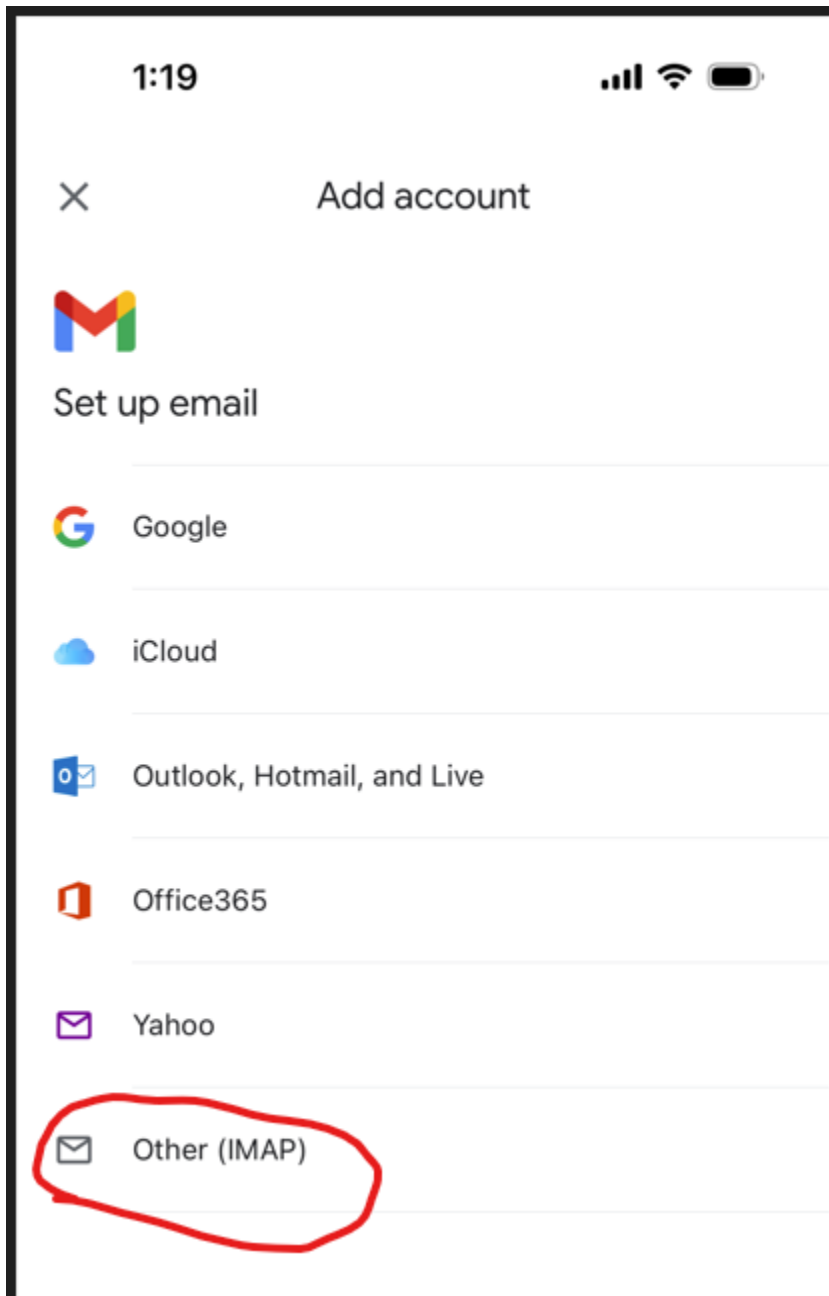 1:19
Add account
Set up email
Google
iCloud
Outlook, Hotmail, and Live
Office365
Yahoo
Other (IMAP)